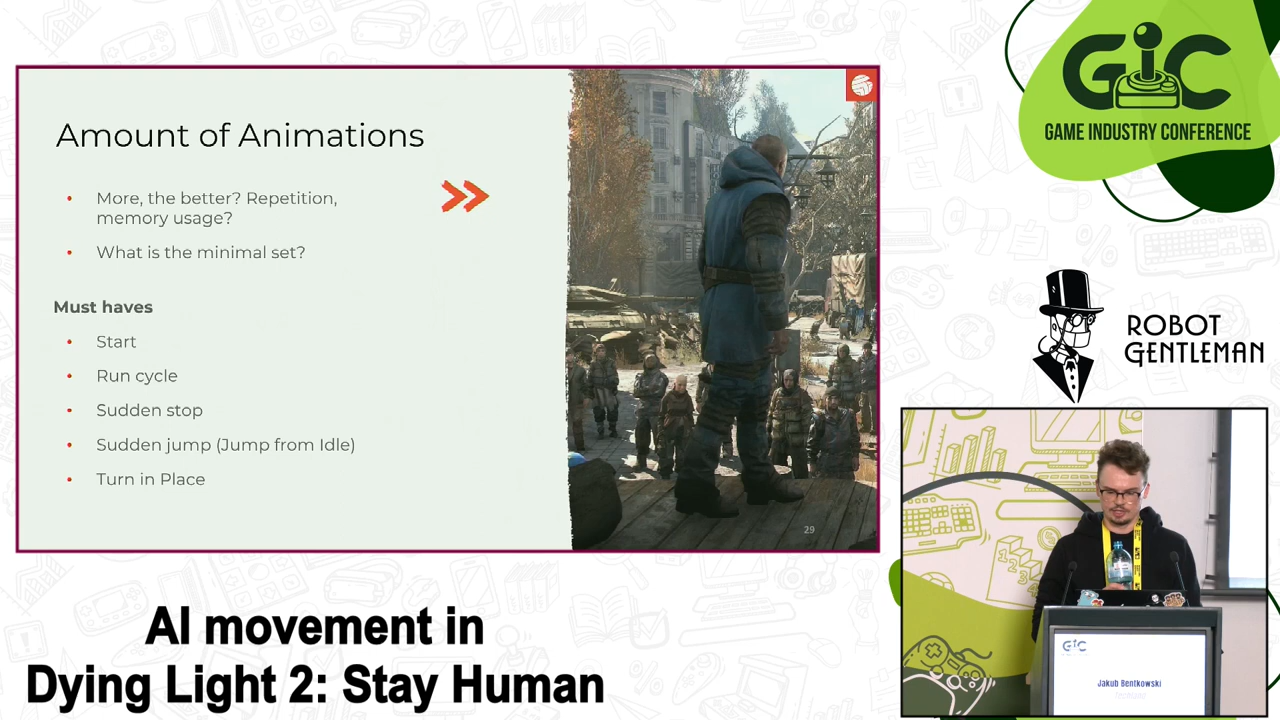 Amount of Animations
More, the better? Repetition,
memory usage?
What is the minimal set?
Must haves
Start
Run cycle
Sudden stop
Sudden jump (Jump from Idle)
Turn in Place
29
GIC
GAME INDUSTRY CONFERENCE
ROBOT
GENTLEMAN
GIC
Jakub Bentkowski
AI movement in
Dying Light 2: Stay Human